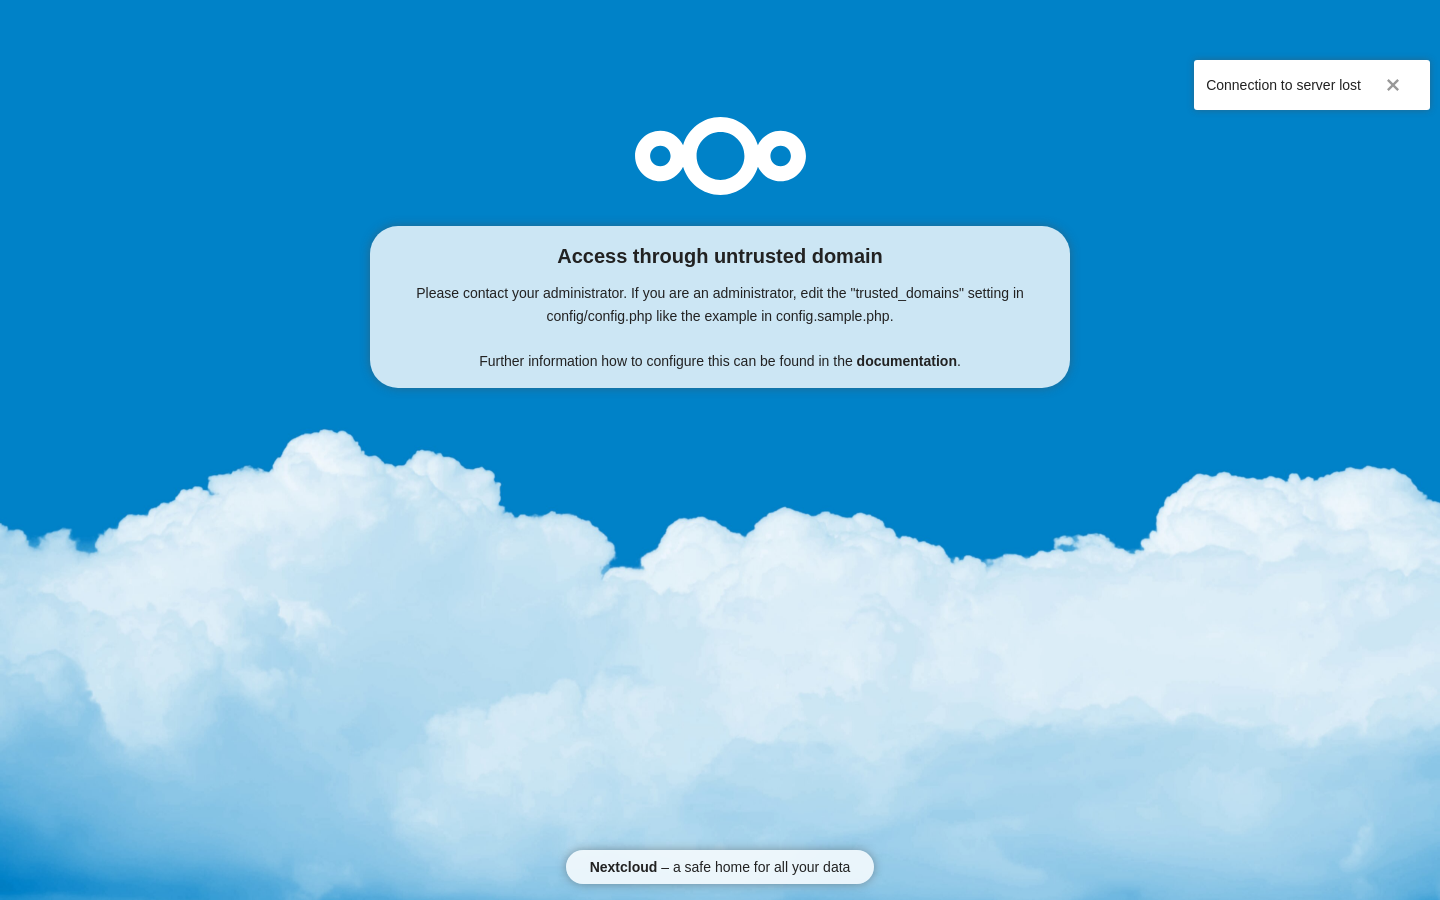 Connection to server lost
Access through untrusted domain
Please contact your administrator. If you are an administrator, edit the "trusted_domains" setting in
config/config.php like the example in config.sample.php.
Further information how to configure this can be found in the documentation.
Nextcloud – a safe home for all your data